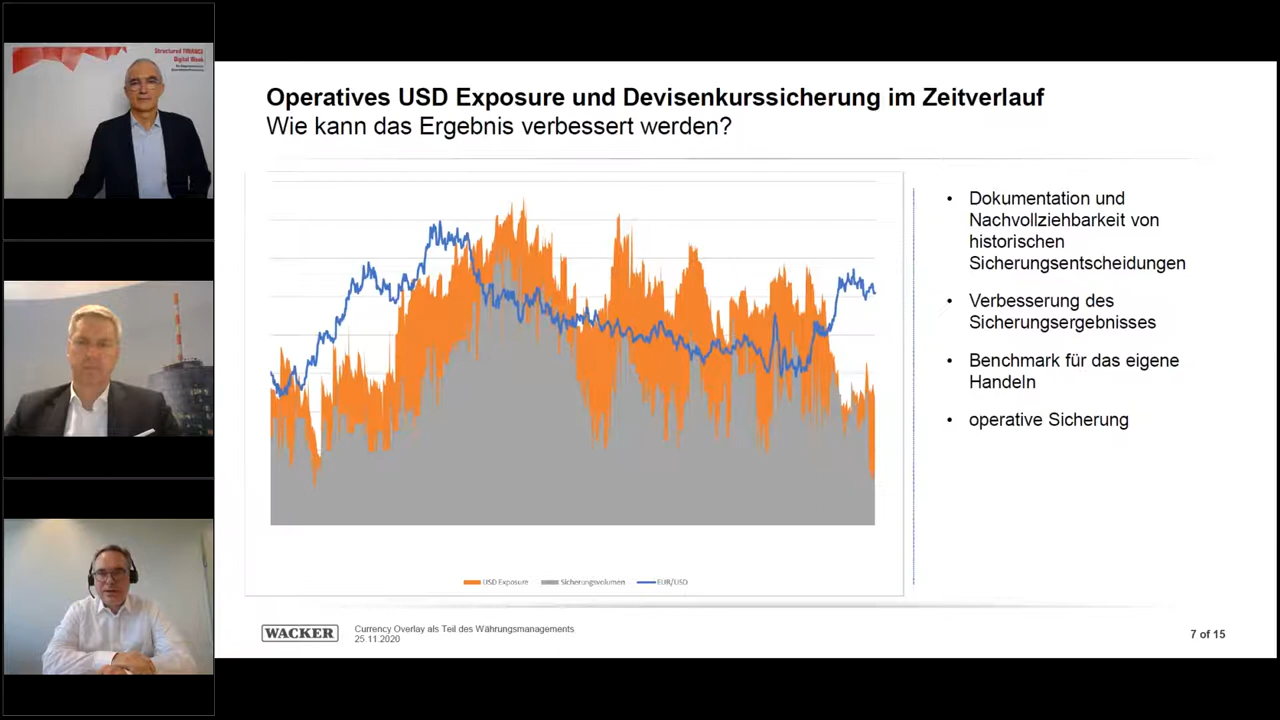 Structured FINANCE
Digital Week
Operatives USD Exposure und Devisenkurssicherung im Zeitverlauf
Wie kann das Ergebnis verbessert werden?
• Dokumentation und
Nachvollziehbarkeit von
historischen
Sicherungsentscheidungen
• Verbesserung des
Sicherungsergebnisses
• Benchmark für das eigene
Handeln
• operative Sicherung
USD Exposure Sicherungsvolumen EUR/USD
WACKER
Currency Overlay als Teil des Währungsmanagements
25.11.2020
7 of 15